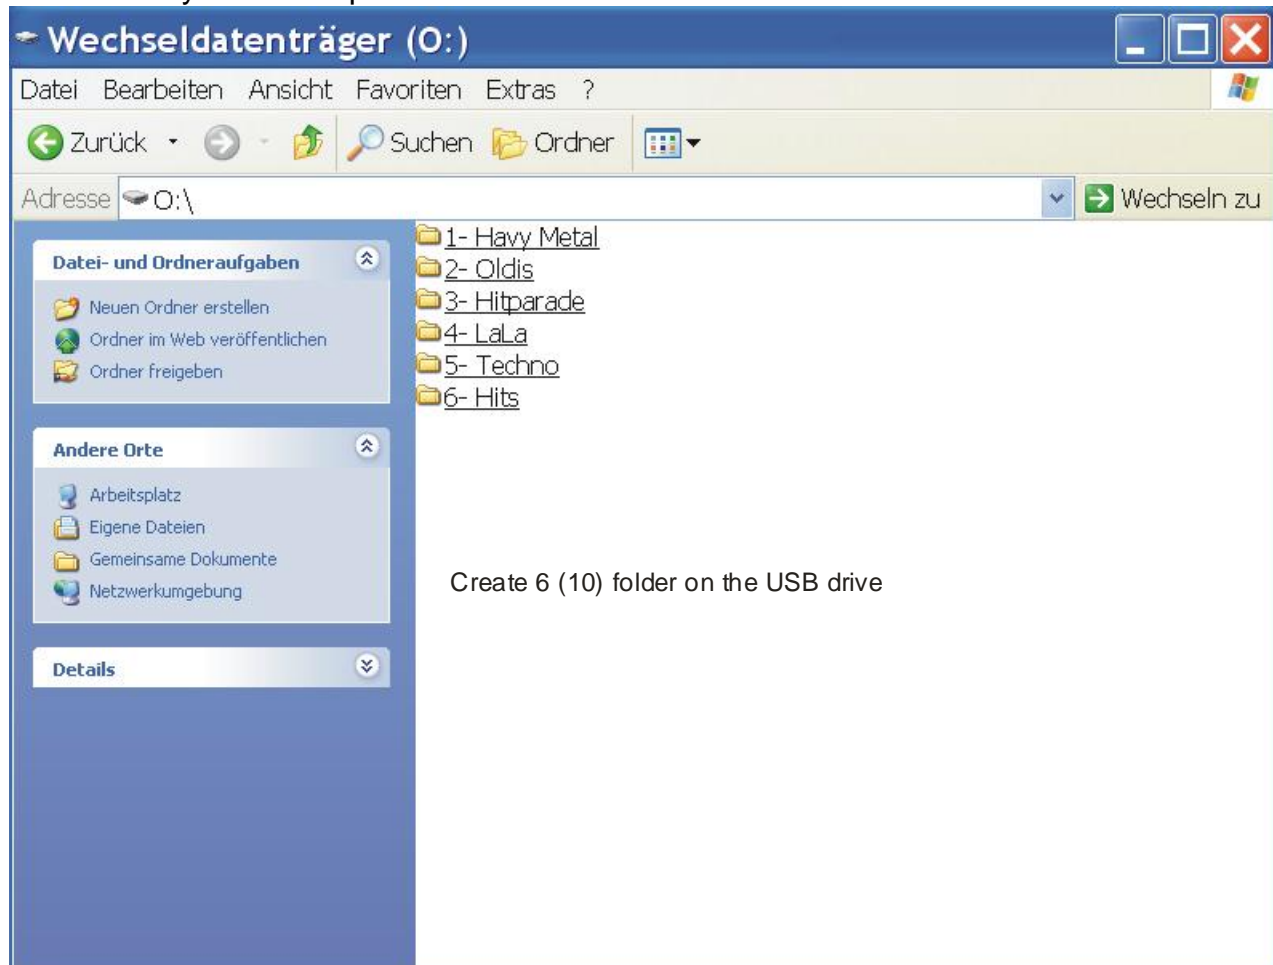 Wechseldatenträger (O:)
Datei Bearbeiten Ansicht Favoriten Extras ?
Zurück Suchen Ordner
Adresse O:\ Wechseln zu
Datei- und Ordneraufgaben
Neuen Ordner erstellen
Ordner im Web veröffentlichen
Ordner freigeben
Andere Orte
Arbeitsplatz
Eigene Dateien
Gemeinsame Dokumente
Netzwerkumgebung
Details
1- Havy Metal
2- Oldis
3- Hitparade
4- LaLa
5- Techno
6- Hits
Create 6 (10) folder on the USB drive